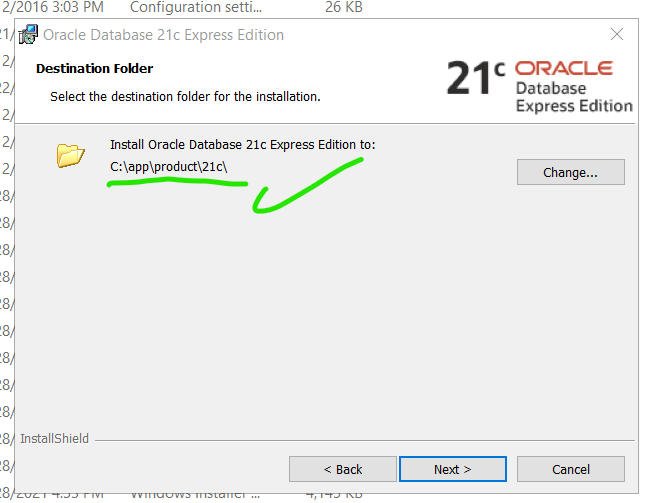 2/2016 3:03 PM Configuration setti... 26 KB
Oracle Database 21c Express Edition
Destination Folder
Select the destination folder for the installation.
21c ORACLE
Database
Express Edition
Install Oracle Database 21c Express Edition to:
C:\app\product\21c\
Change...
InstallShield
< Back
Next >
Cancel